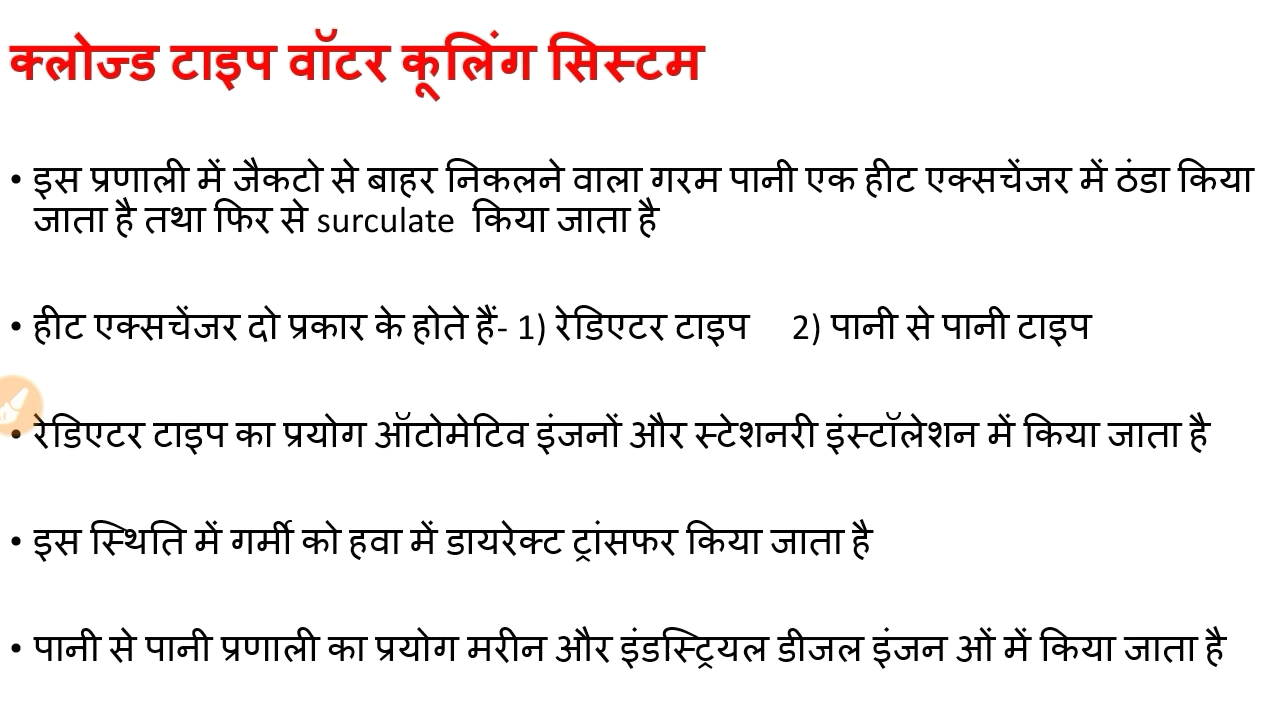 क्लोज्ड टाइप वॉटर कूलिंग सिस्टम
• इस प्रणाली में जैकटो से बाहर निकलने वाला गरम पानी एक हीट एक्सचेंजर में ठंडा किया
जाता है तथा फिर से surculate किया जाता है
• हीट एक्सचेंजर दो प्रकार के होते हैं- 1) रेडिएटर टाइप 2) पानी से पानी टाइप
• रेडिएटर टाइप का प्रयोग ऑटोमेटिव इंजनों और स्टेशनरी इंस्टॉलेशन में किया जाता है
• इस स्थिति में गर्मी को हवा में डायरेक्ट ट्रांसफर किया जाता है
• पानी से पानी प्रणाली का प्रयोग मरीन और इंडस्ट्रियल डीजल इंजन ओं में किया जाता है